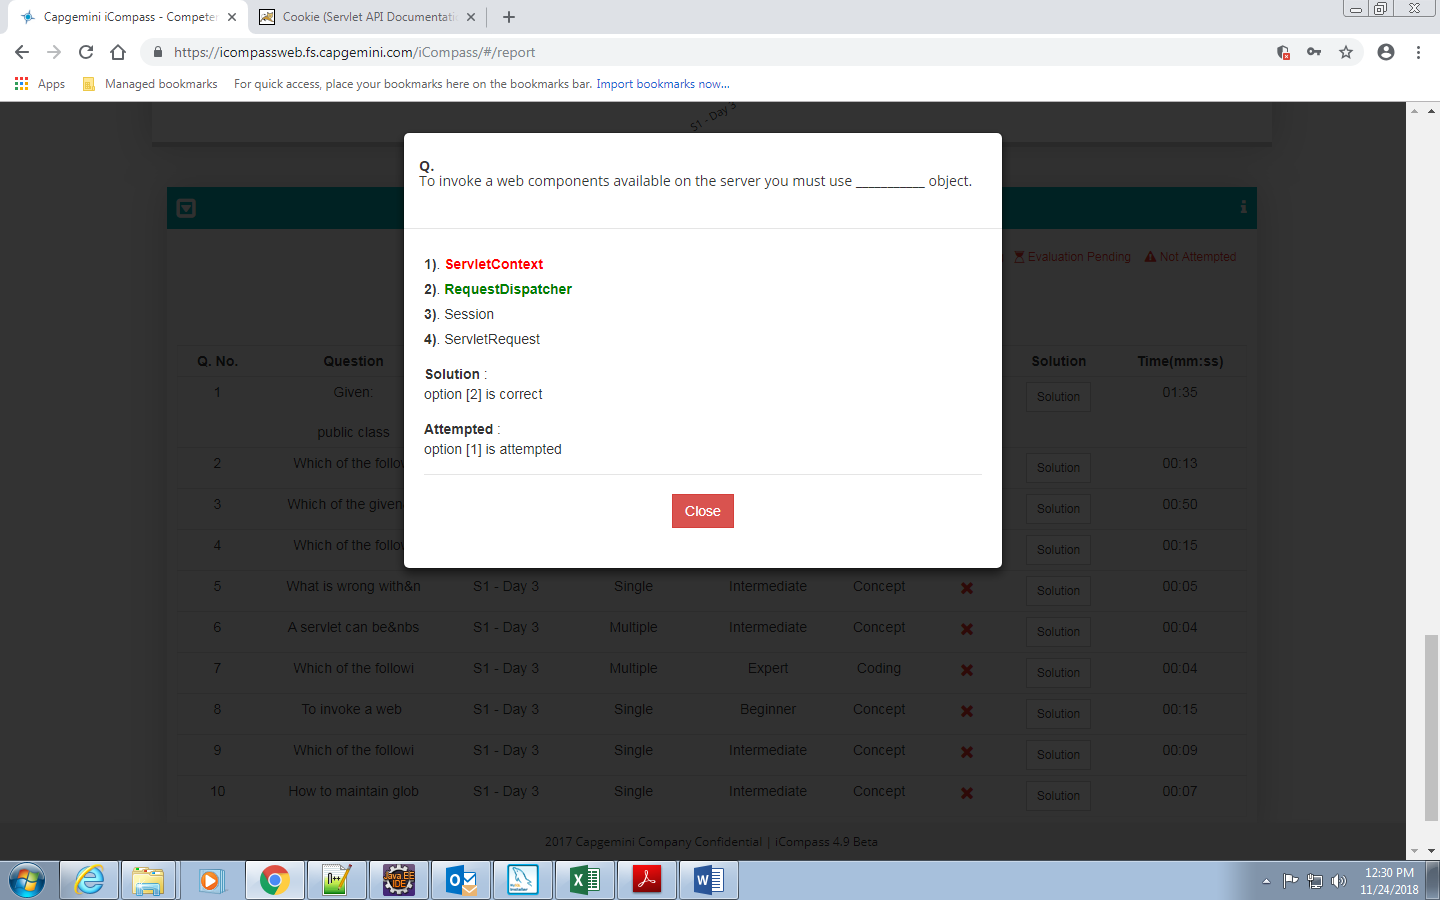 Capgemini iCompass - Competer
Cookie (Servlet API Documentati
https://icompassweb.fs.capgemini.com/iCompass/#/report
Apps
Managed bookmarks
For quick access, place your bookmarks here on the bookmarks bar. Import bookmarks now...
S1 - Day 3
Q.
To invoke a web components available on the server you must use __________ object.
1). ServletContext
2). RequestDispatcher
3). Session
4). ServletRequest
Solution :
option [2] is correct
Attempted :
option [1] is attempted
Close
Evaluation Pending Not Attempted
Q. No. Question Solution Time(mm:ss)
1 Given: Solution 01:35
public class
2 Which of the follo Solution 00:13
3 Which of the given Solution 00:50
4 Which of the follo Solution 00:15
5 What is wrong with&n S1 - Day 3 Single Intermediate Concept Solution 00:05
6 A servlet can be&nbs S1 - Day 3 Multiple Intermediate Concept Solution 00:04
7 Which of the followi S1 - Day 3 Multiple Expert Coding Solution 00:04
8 To invoke a web S1 - Day 3 Single Beginner Concept Solution 00:15
9 Which of the followi S1 - Day 3 Single Intermediate Concept Solution 00:09
10 How to maintain glob S1 - Day 3 Single Intermediate Concept Solution 00:07
2017 Capgemini Company Confidential | iCompass 4.9 Beta
Java EE
IDE
12:30 PM
11/24/2018